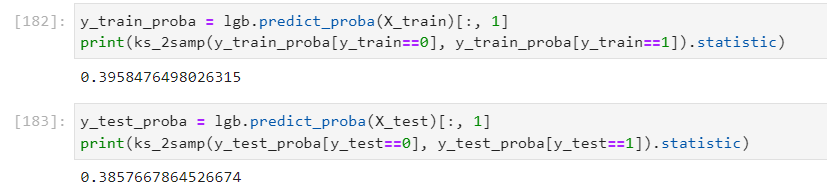 [182]: y_train_proba = lgb.predict_proba(X_train)[:, 1]
print(ks_2samp(y_train_proba[y_train==0], y_train_proba[y_train==1]).statistic)
0.3958476498026315
[183]: y_test_proba = lgb.predict_proba(X_test)[:, 1]
print(ks_2samp(y_test_proba[y_test==0], y_test_proba[y_test==1]).statistic)
0.3857667864526674